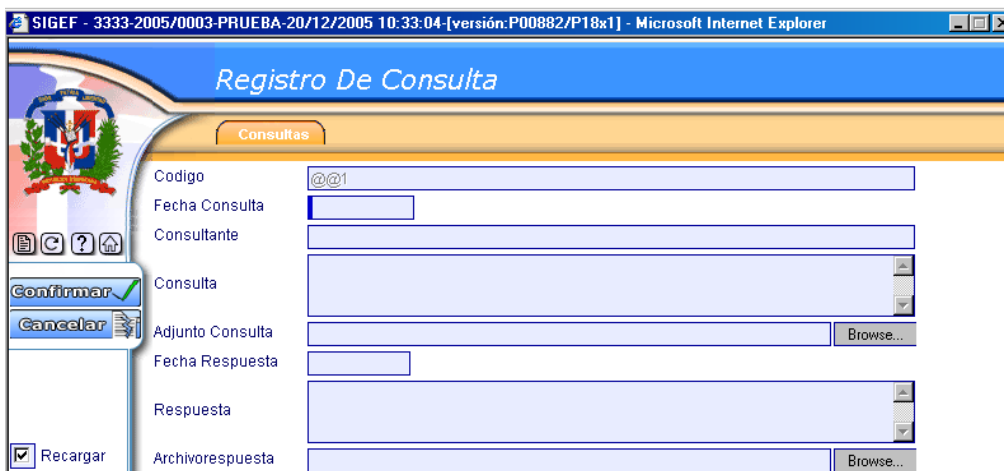 SIGEF - 3333-2005/0003-PRUEBA-20/12/2005 10:33:04-[versión:P00882/P18x1] - Microsoft Internet Explorer
Registro De Consulta
Consultas
Codigo @@1
Fecha Consulta
Consultante
Confirmar
Consulta
Cancelar
Adjunto Consulta Browse...
Fecha Respuesta
Respuesta
Recargar
Archivorespuesta Browse...